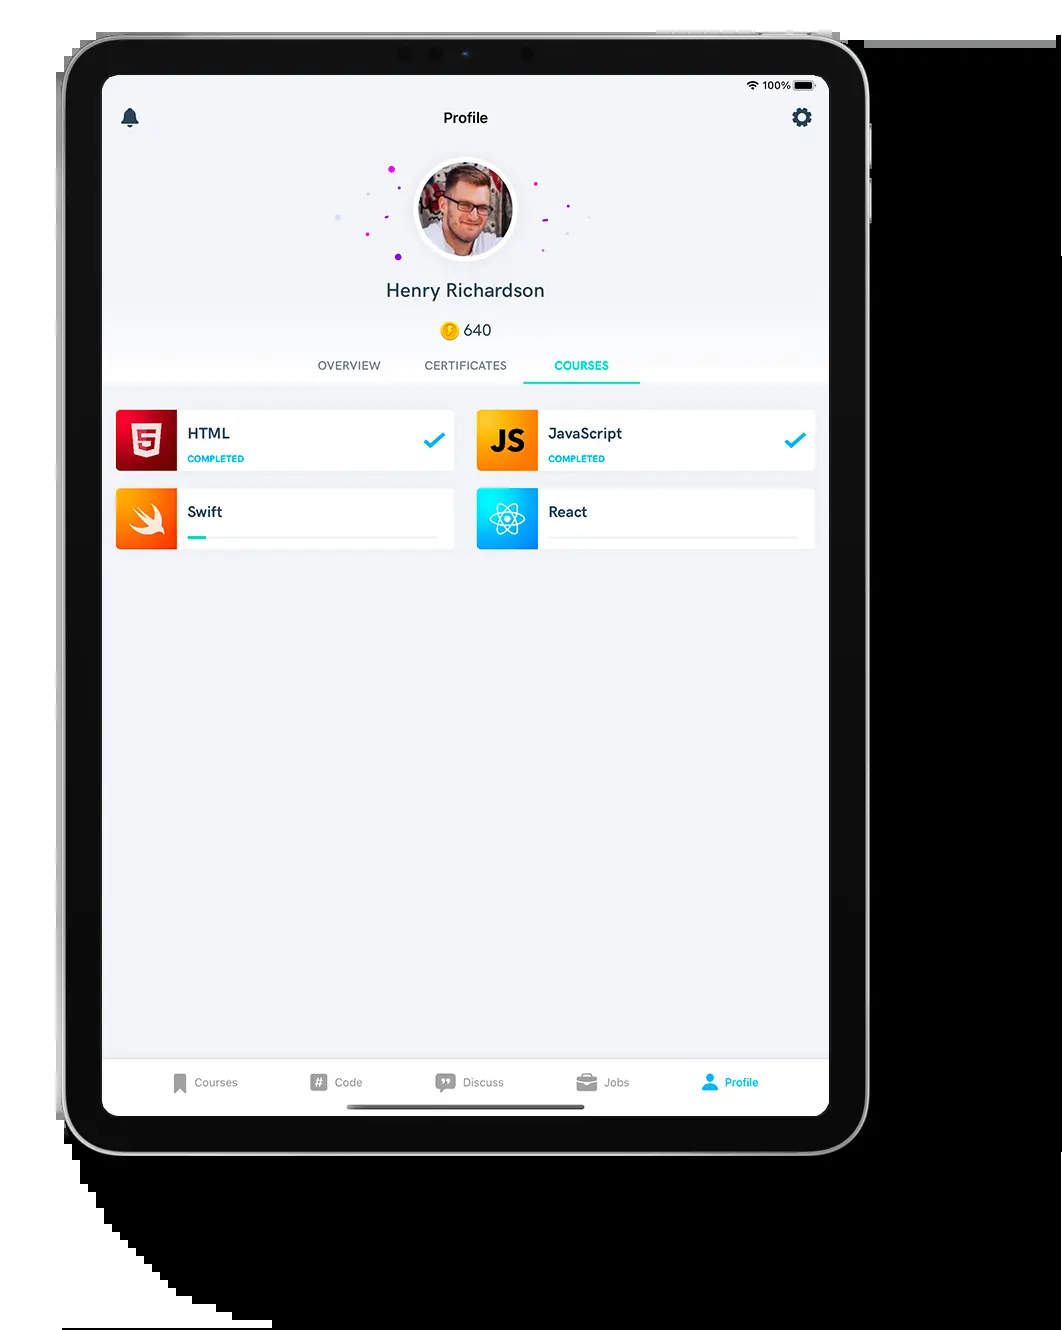 100%
Profile
Henry Richardson
640
OVERVIEW CERTIFICATES COURSES
HTML
COMPLETED
JS
JavaScript
COMPLETED
Swift
React
Courses # Code Discuss Jobs Profile